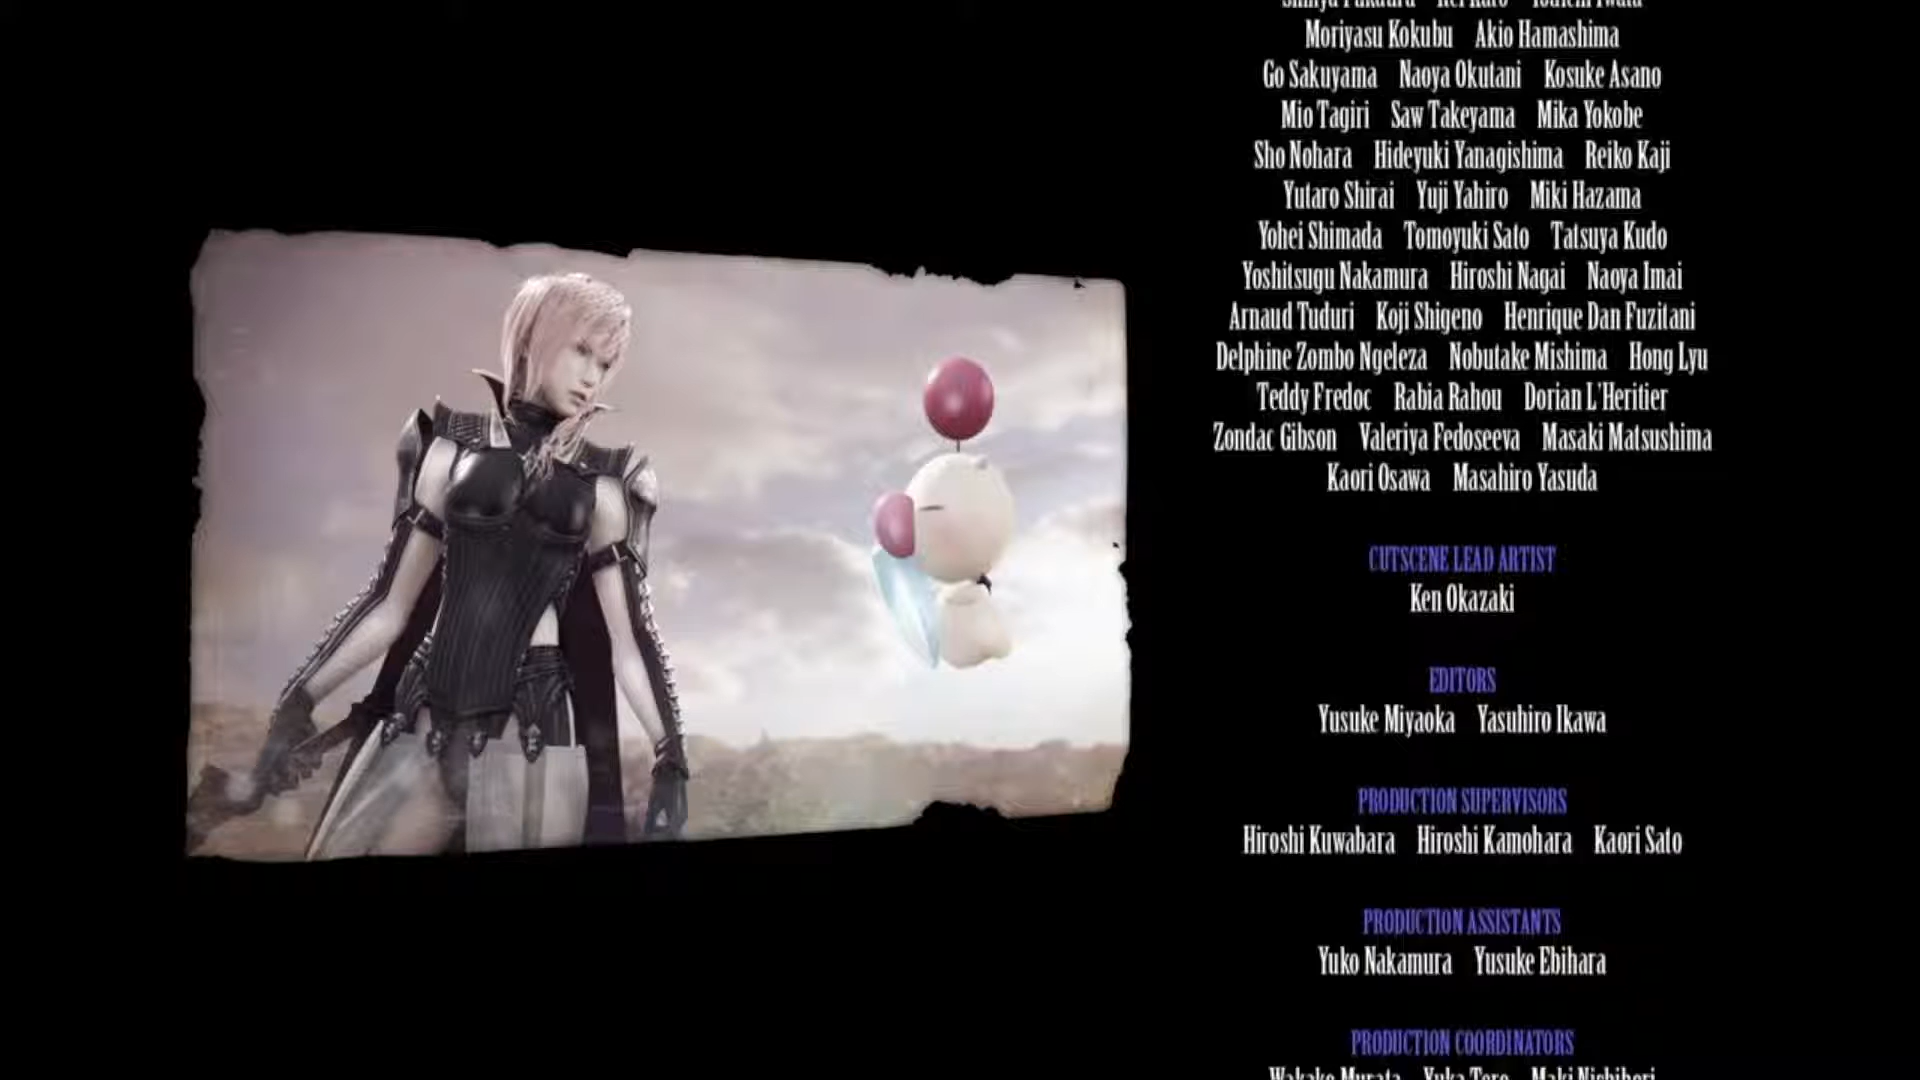 Moriyasu Kokubu Akio Hamashima
Go Sakuyama Naoya Okutani Kosuke Asano
Mio Tagiri Saw Takeyama Mika Yokobe
Sho Nohara Hideyuki Yanagishima Reiko Kaji
Yutaro Shirai Yuji Yahiro Miki Hazama
Yohei Shimada Tomoyuki Sato Tatsuya Kudo
Yoshitsugu Nakamura Hiroshi Nagai Naoya Imai
Arnaud Tuduri Koji Shigeno Henrique Dan Fuzitani
Delphine Zombo Ngeleza Nobutake Mishima Hong Lyu
Teddy Fredoc Rabia Rahou Dorian L'Heritier
Zondac Gibson Valeriya Fedoseeva Masaki Matsushima
Kaori Osawa Masahiro Yasuda
CUTSCENE LEAD ARTIST
Ken Okazaki
EDITORS
Yusuke Miyaoka Yasuhiro Ikawa
PRODUCTION SUPERVISORS
Hiroshi Kuwabara Hiroshi Kamohara Kaori Sato
PRODUCTION ASSISTANTS
Yuko Nakamura Yusuke Ebihara
PRODUCTION COORDINATORS